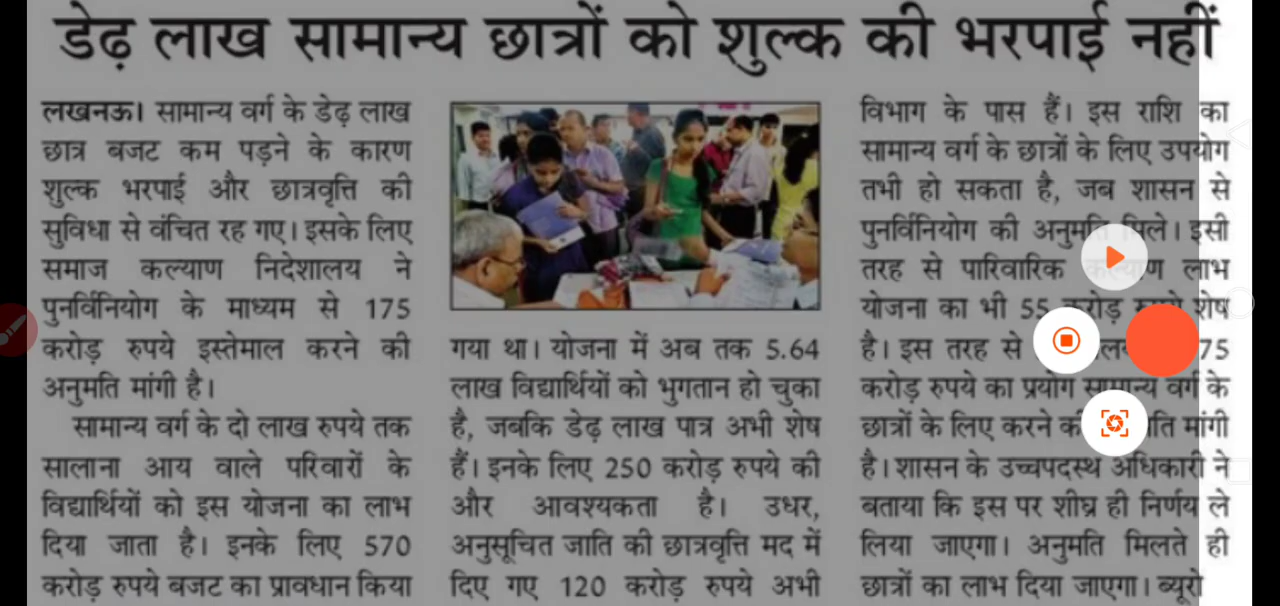 डेढ़ लाख सामान्य छात्रों को शुल्क की भरपाई नहीं
लखनऊ। सामान्य वर्ग के डेढ़ लाख
छात्र बजट कम पड़ने के कारण
शुल्क भरपाई और छात्रवृत्ति की
सुविधा से वंचित रह गए। इसके लिए
समाज कल्याण निदेशालय ने
पुनर्विनियोग के माध्यम से 175
करोड़ रुपये इस्तेमाल करने की
अनुमति मांगी है।
सामान्य वर्ग के दो लाख रुपये तक
सालाना आय वाले परिवारों के
विद्यार्थियों को इस योजना का लाभ
दिया जाता है। इनके लिए 570
करोड़ रुपये बजट का प्रावधान किया
गया था। योजना में अब तक 5.64
लाख विद्यार्थियों को भुगतान हो चुका
है, जबकि डेढ़ लाख पात्र अभी शेष
हैं। इनके लिए 250 करोड़ रुपये की
और आवश्यकता है। उधर,
अनुसूचित जाति की छात्रवृत्ति मद में
दिए गए 120 करोड़ रुपये अभी
विभाग के पास हैं। इस राशि का
सामान्य वर्ग के छात्रों के लिए उपयोग
तभी हो सकता है, जब शासन से
पुनर्विनियोग की अनुमति मिले। इसी
तरह से पारिवारिक कल्याण लाभ
योजना का भी 55 करोड़ शेष
है। इस तरह से
करोड़ रुपये का प्रयोग सामान्य वर्ग के
छात्रों के लिए करने मांगी
है। शासन के उच्चपदस्थ अधिकारी ने
बताया कि इस पर शीघ्र ही निर्णय ले
लिया जाएगा। अनुमति मिलते ही
छात्रों का लाभ दिया जाएगा। ब्यूरो